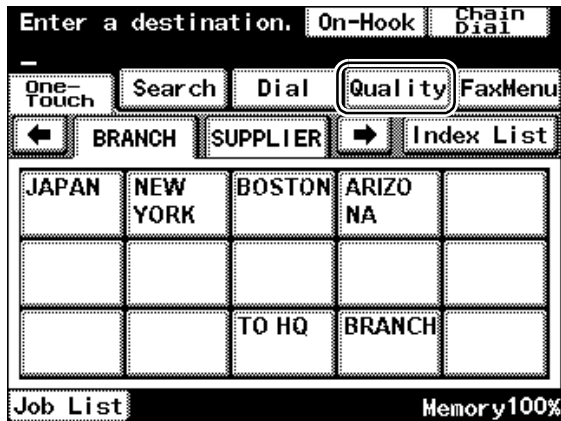 Enter a destination. On-Hook Chain Dial
One-Touch Search Dial Quality FaxMenu
BRANCH SUPPLIER Index List
JAPAN NEW YORK BOSTON ARIZO NA
TO HQ BRANCH
Job List Memory100%